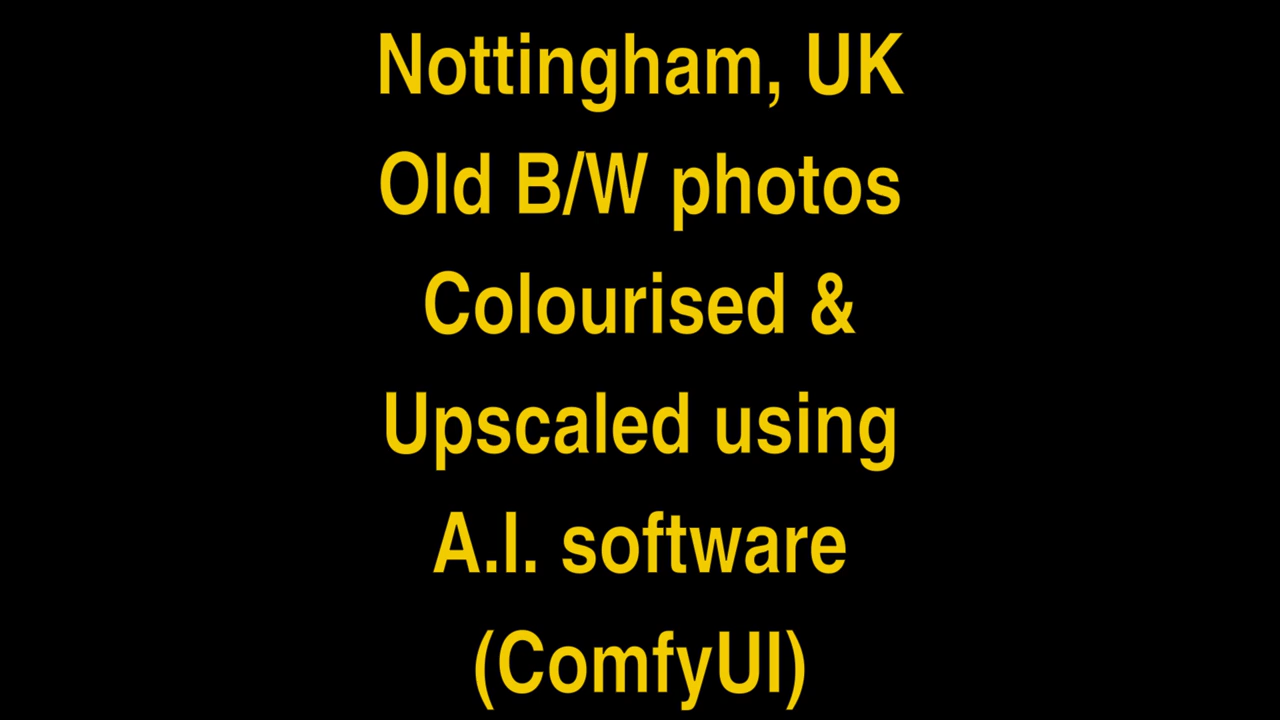 Nottingham, UK
Old B/W photos
Colourised &
Upscaled using
A.I. software
(ComfyUI)